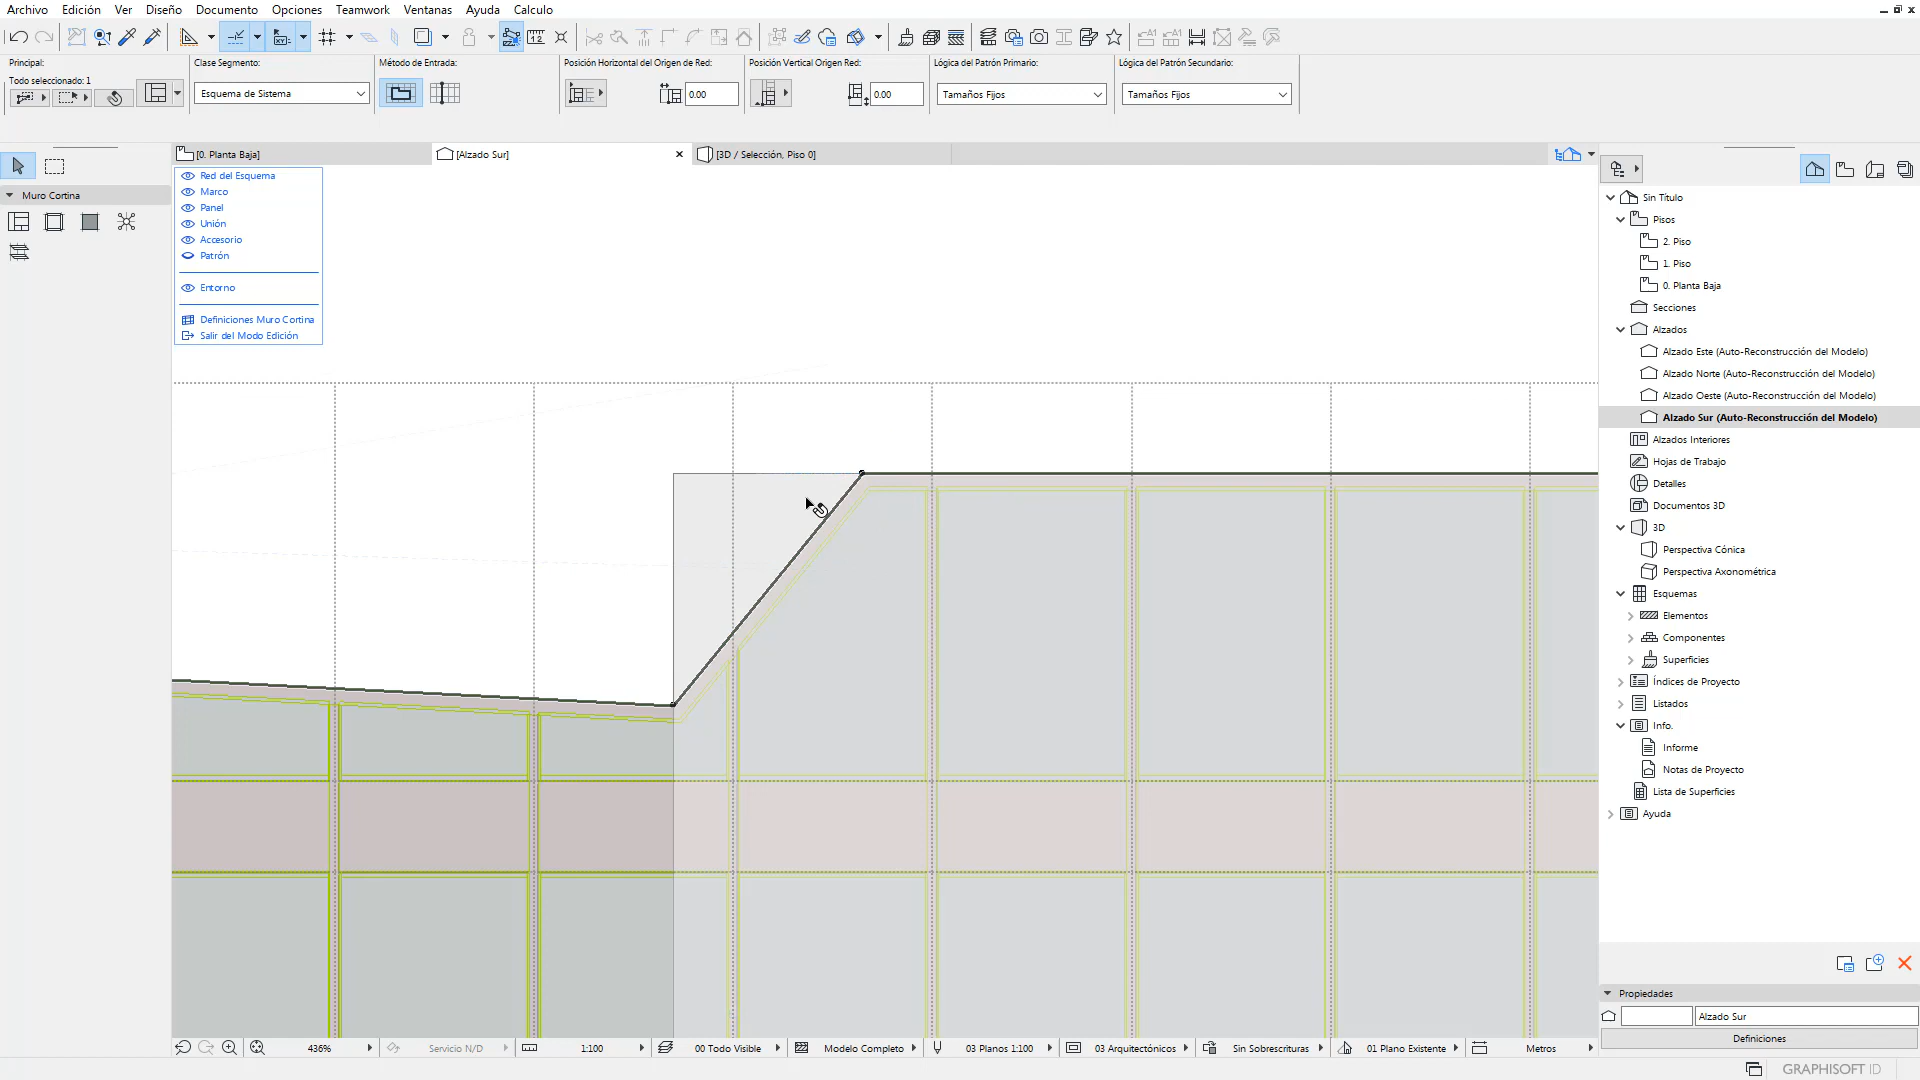 Archivo Edición Ver Diseño Documento Opciones Teamwork Ventanas Ayuda Calculo
Principal:
Todo seleccionado: 1
Clase Segmento:
Esquema de Sistema
Método de Entrada:
Posición Horizontal del Origen de Red:
0.00
Posición Vertical Origen Red:
0.00
Lógica del Patrón Primario:
Tamaños Fijos
Lógica del Patrón Secundario:
Tamaños Fijos
[0. Planta Baja]
[Alzado Sur]
[3D / Selección, Piso 0]
Muro Cortina
Red del Esquema
Marco
Panel
Unión
Accesorio
Patrón
Entorno
Definiciones Muro Cortina
Salir del Modo Edición
Sin Título
Pisos
2. Piso
1. Piso
0. Planta Baja
Secciones
Alzados
Alzado Este (Auto-Reconstrucción del Modelo)
Alzado Norte (Auto-Reconstrucción del Modelo)
Alzado Oeste (Auto-Reconstrucción del Modelo)
Alzado Sur (Auto-Reconstrucción del Modelo)
Alzados Interiores
Hojas de Trabajo
Detalles
Documentos 3D
3D
Perspectiva Cónica
Perspectiva Axonométrica
Esquemas
Elementos
Componentes
Superficies
Índices de Proyecto
Listados
Info.
Informe
Notas de Proyecto
Lista de Superficies
Ayuda
Propiedades
Alzado Sur
Definiciones
436% Servicio N/D 1:100 00 Todo Visible Modelo Completo 03 Planos 1:100 03 Arquitectónicos Sin Sobrescrituras 01 Plano Existente Metros
GRAPHISOFT ID